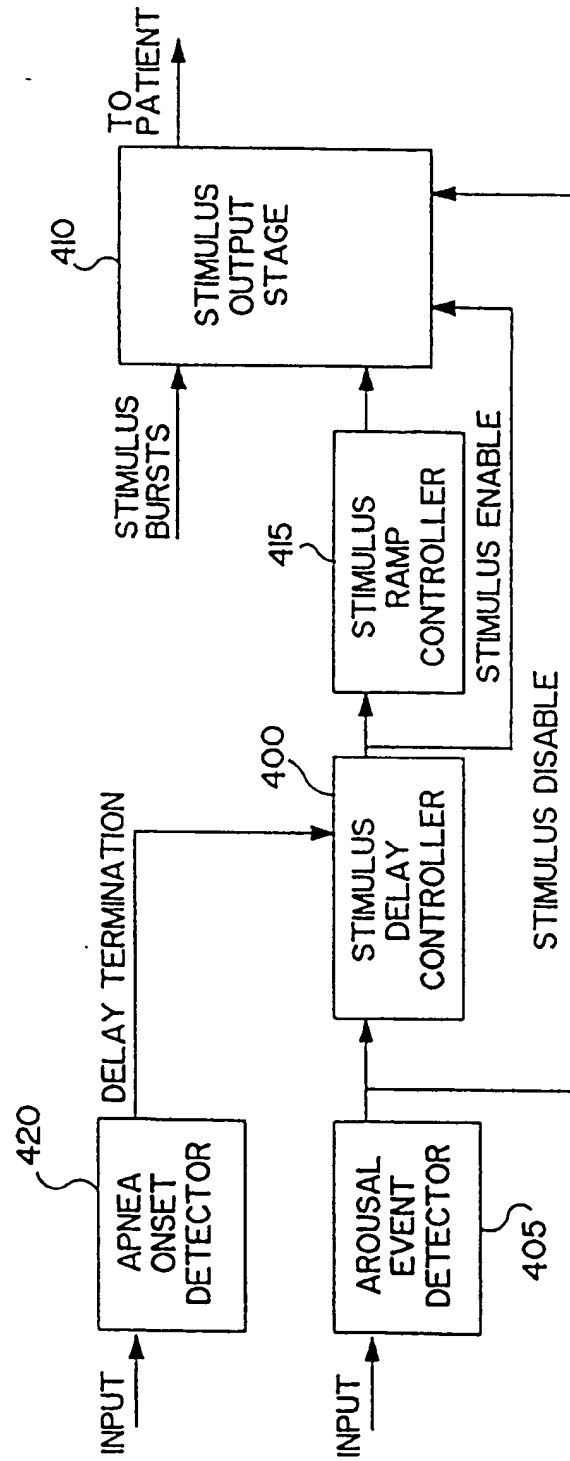 INPUT
420
APNEA
ONSET
DETECTOR
DELAY TERMINATION
INPUT
AROUSAL
EVENT
DETECTOR
405
400
STIMULUS
DELAY
CONTROLLER
415
STIMULUS
RAMP
CONTROLLER
STIMULUS ENABLE
STIMULUS DISABLE
STIMULUS
BURSTS
410
STIMULUS
OUTPUT
STAGE
TO
PATIENT